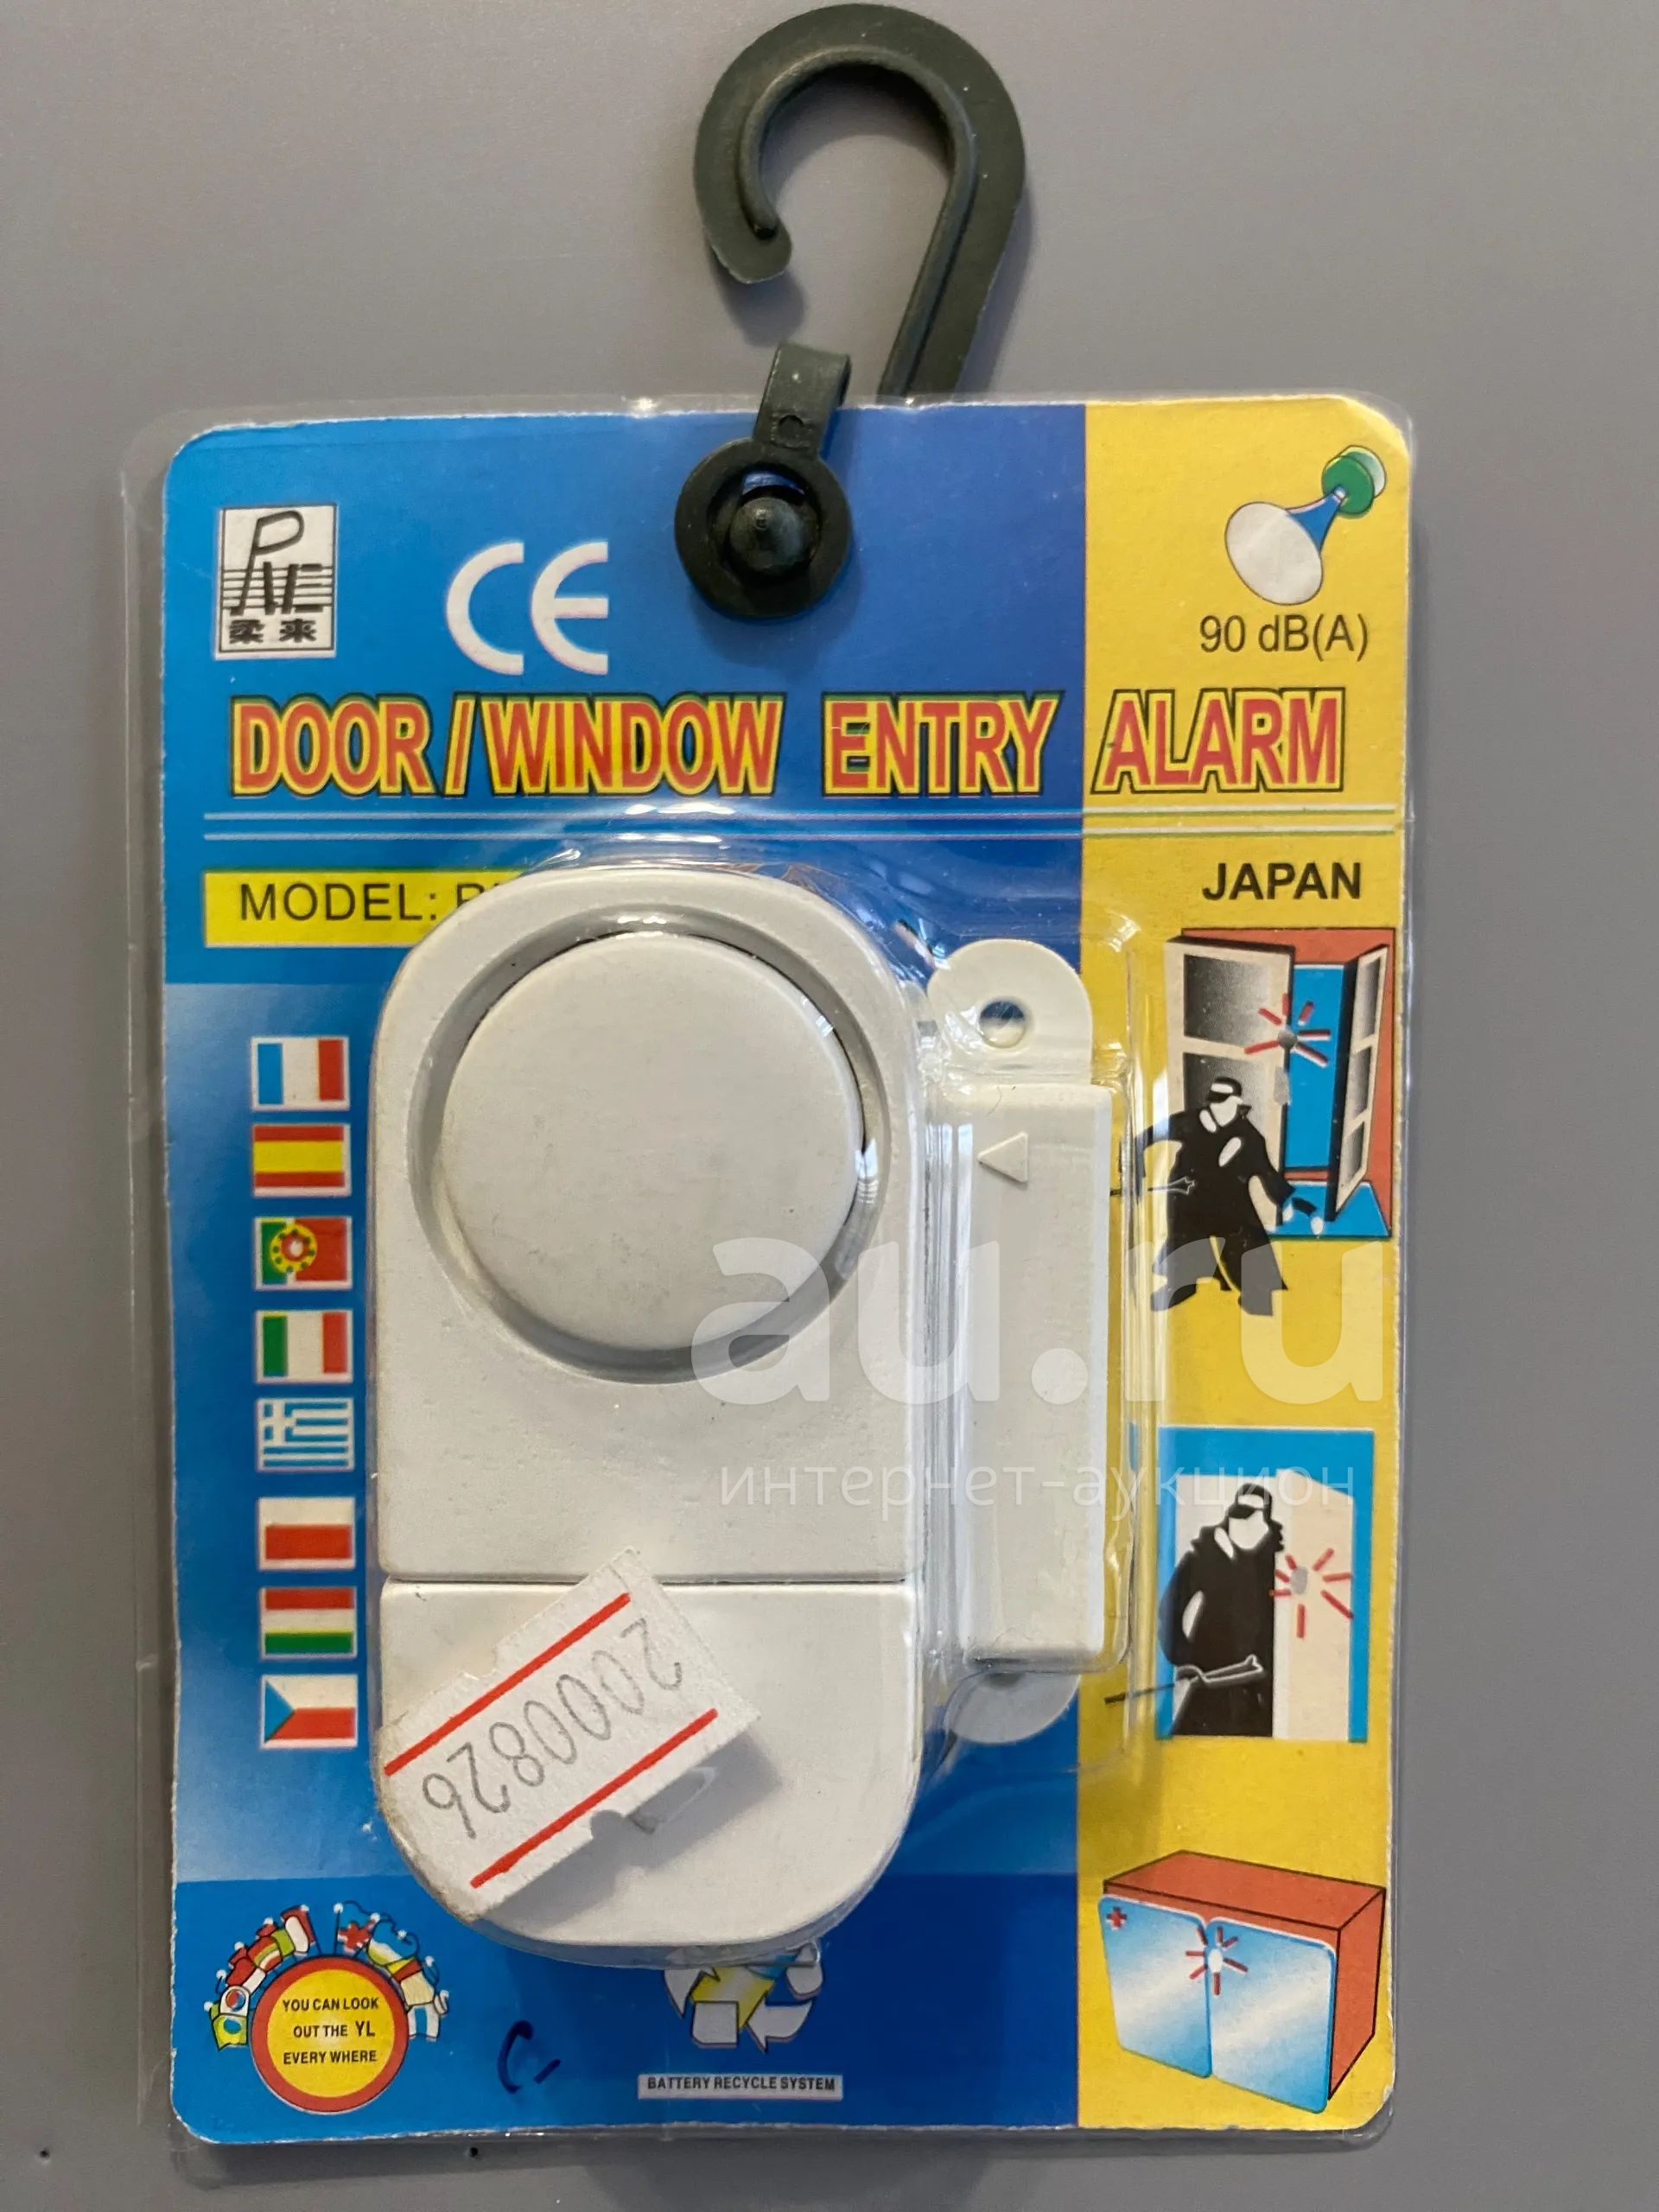 柔来
CE
90 dB(A)
DOOR / WINDOW ENTRY ALARM
MODEL:
JAPAN
au.ru
интернет-аукцион
2000826
YOU CAN LOOK
OUT THE YL
EVERY WHERE
BATTERY RECYCLE SYSTEM